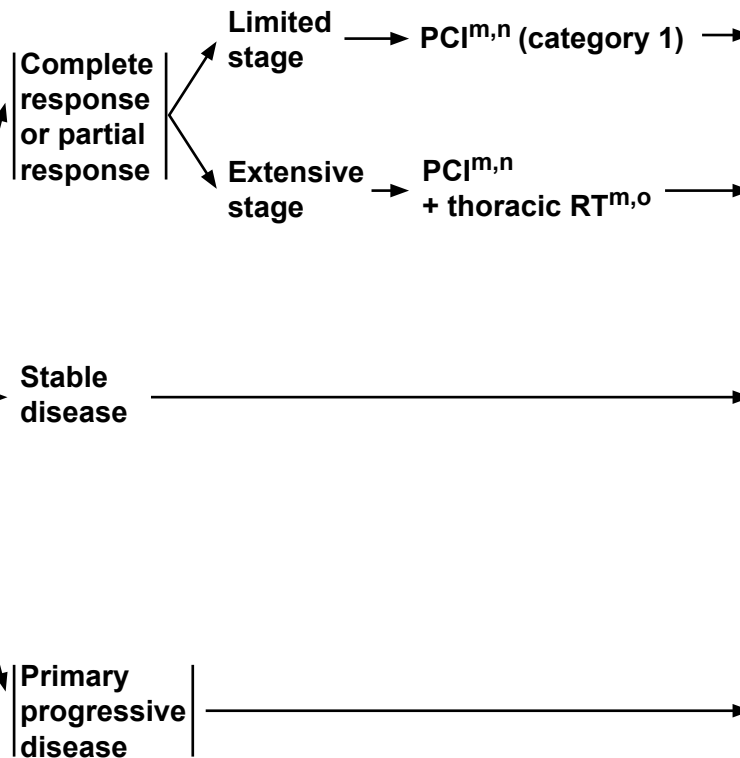 Complete
response
or partial
response
Limited
stage
PCIm,n (category 1)
Extensive
stage
PCIm,n
+ thoracic RTm,o
Stable
disease
Primary
progressive
disease